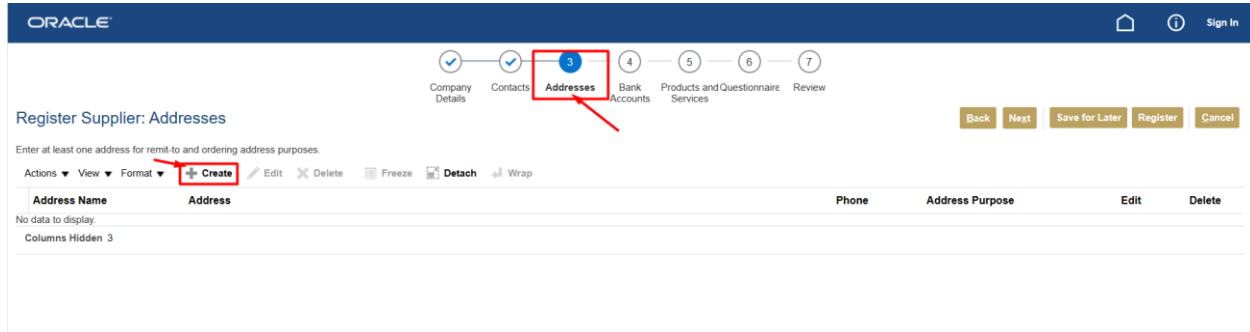 ORACLE
Sign In
3 4 5 6 7
Company Details Contacts Addresses Bank Accounts Products and Services Questionnaire Review
Register Supplier: Addresses
Back Next Save for Later Register Cancel
Enter at least one address for remit-to and ordering address purposes.
Actions View Format Create Edit Delete Freeze Detach Wrap
Address Name Address Phone Address Purpose Edit Delete
No data to display.
Columns Hidden 3